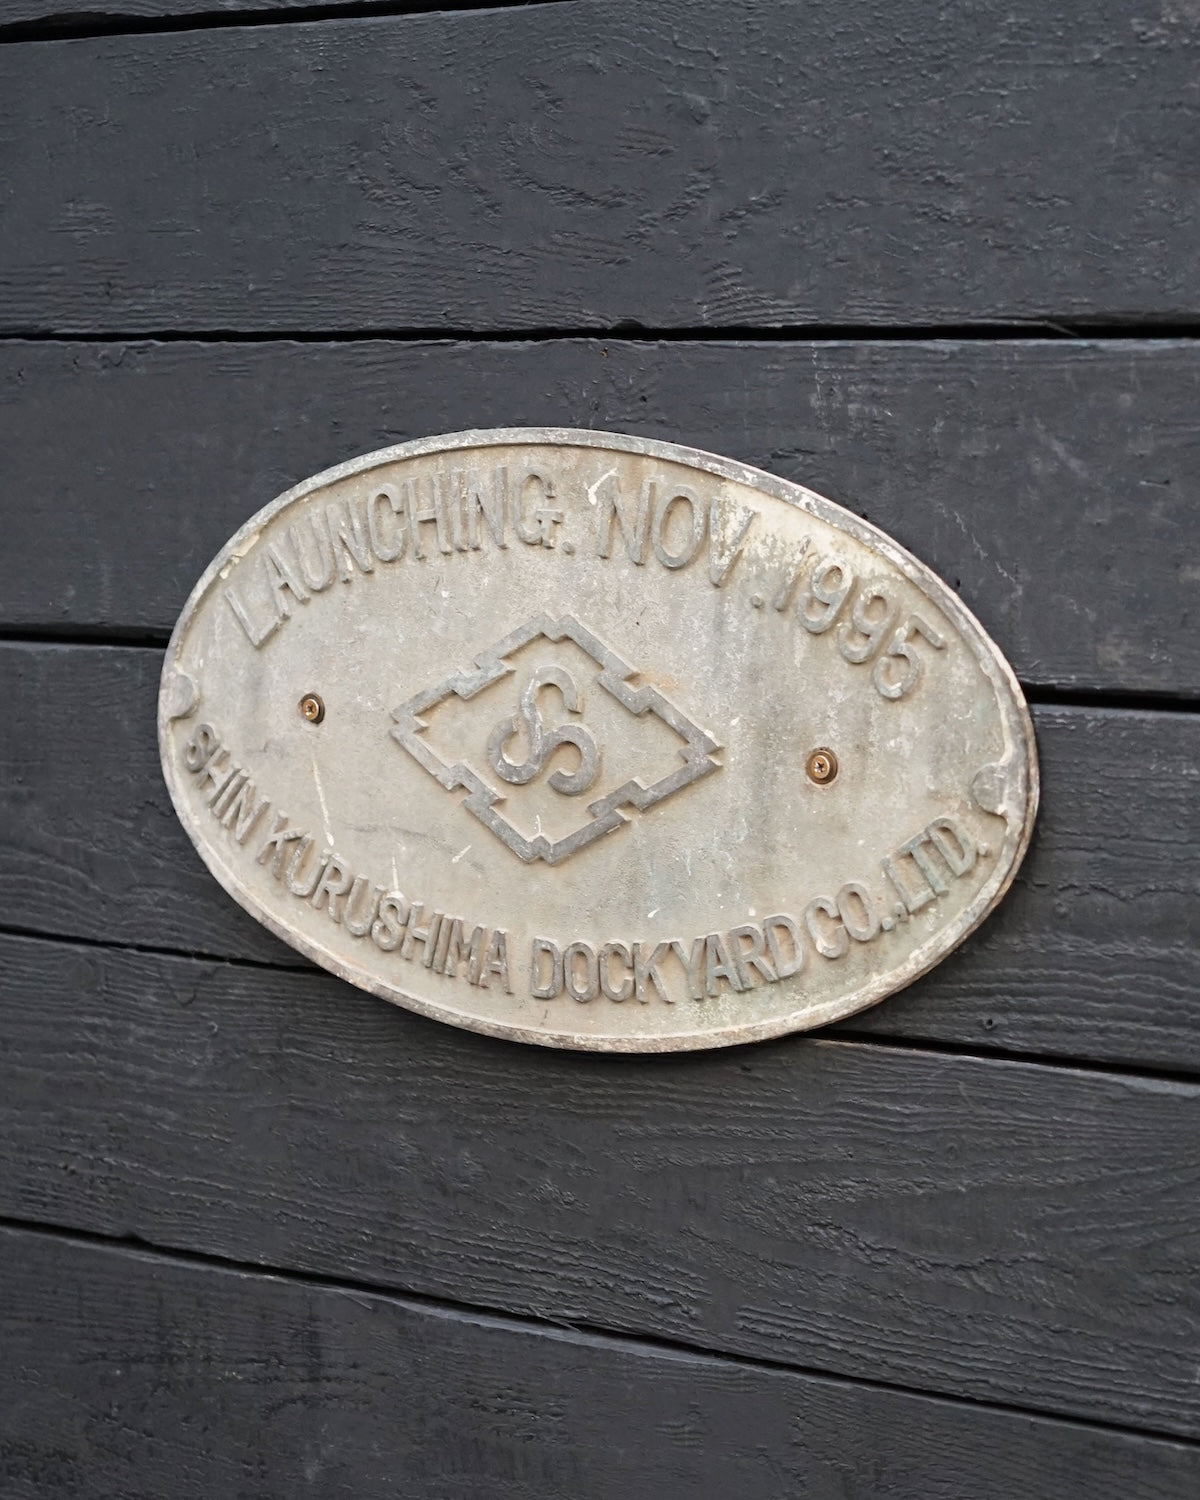 LAUNCHING. NOV. 1995
S
SHIN KURUSHIMA DOCKYARD CO.,LTD.